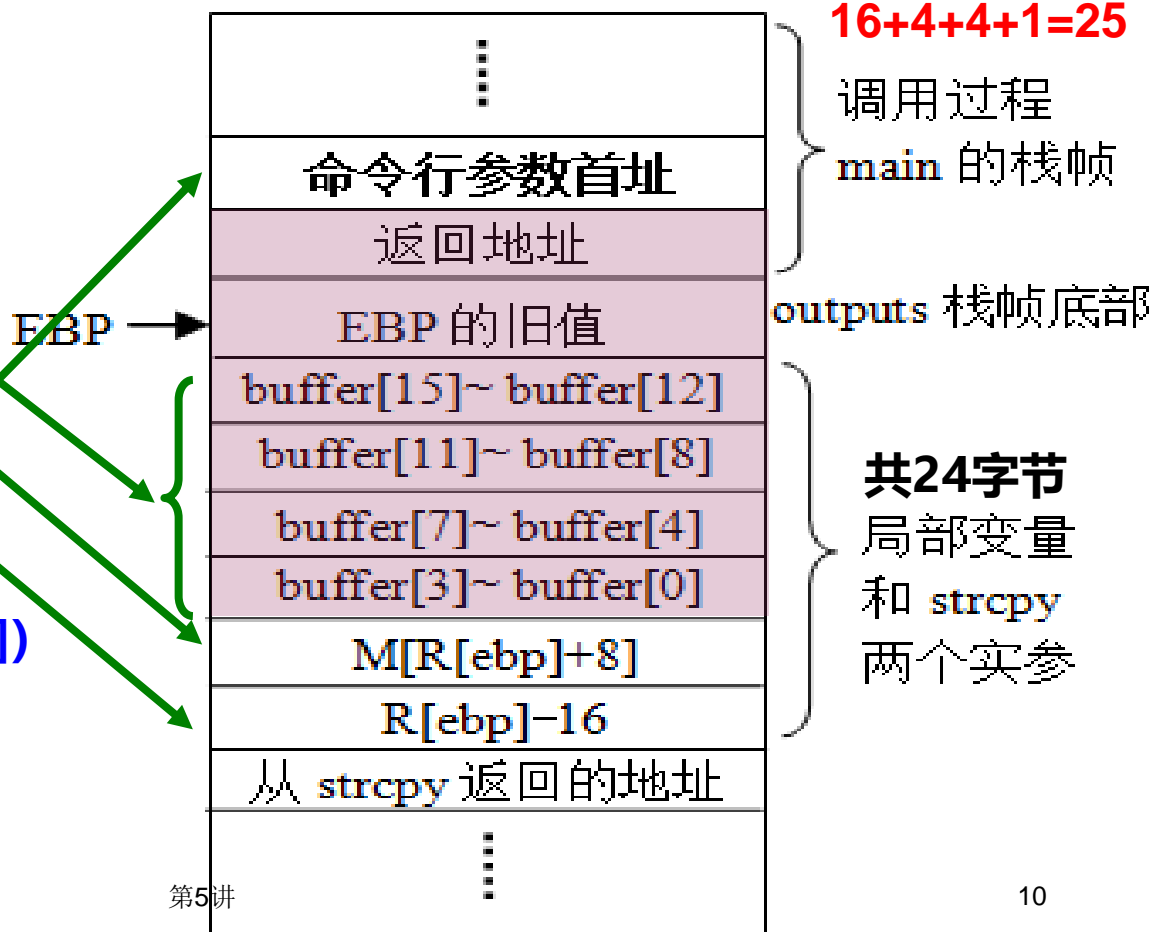 16+4+4+1=25
调用过程
main 的栈帧
命令行参数首址
返回地址
EBP
EBP 的旧值
outputs 栈帧底部
buffer[15]~ buffer[12]
buffer[11]~ buffer[8]
buffer[7]~ buffer[4]
buffer[3]~ buffer[0]
共24字节
局部变量
和 strcpy
两个实参
])
M[R[ebp]+8]
R[ebp]−16
从 strcpy 返回的地址
第5讲
10